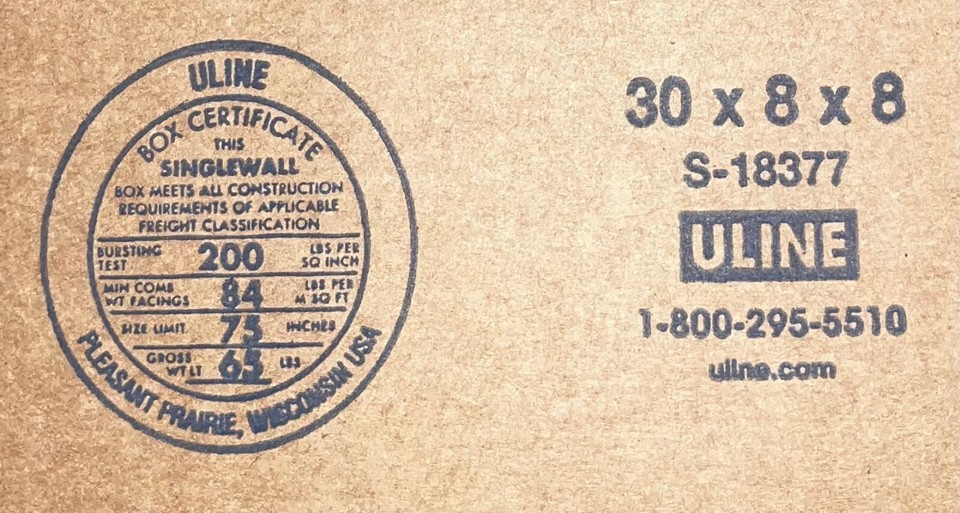 ULINE
BOX CERTIFICATE
THIS
SINGLEWALL
BOX MEETS ALL CONSTRUCTION
REQUIREMENTS OF APPLICABLE
FREIGHT CLASSIFICATION
BURSTING TEST 200 LBS PER SQ INCH
MIN COMB WT FACINGS 84 LBS PER M SQ FT
SIZE LIMIT 75 INCHES
GROSS WT LT 65 LBS
PLEASANT PRAIRIE, WISCONSIN USA
30 x 8 x 8
S-18377
ULINE
1-800-295-5510
uline.com